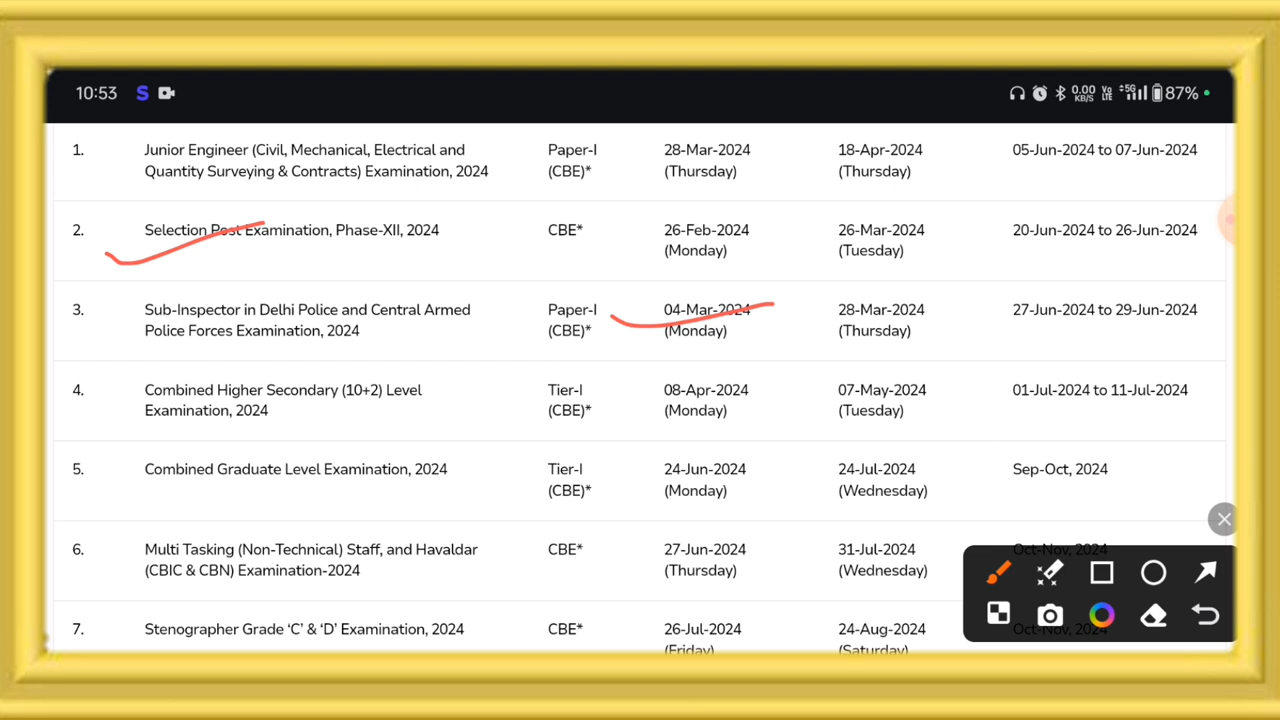 10:53 S 0.00 KB/S Vo LTE 5G 87%
1. Junior Engineer (Civil, Mechanical, Electrical and Paper-I 28-Mar-2024 18-Apr-2024 05-Jun-2024 to 07-Jun-2024
Quantity Surveying & Contracts) Examination, 2024 (CBE)* (Thursday) (Thursday)
2. Selection Post Examination, Phase-XII, 2024 CBE* 26-Feb-2024 26-Mar-2024 20-Jun-2024 to 26-Jun-2024
(Monday) (Tuesday)
3. Sub-Inspector in Delhi Police and Central Armed Paper-I 04-Mar-2024 28-Mar-2024 27-Jun-2024 to 29-Jun-2024
Police Forces Examination, 2024 (CBE)* (Monday) (Thursday)
4. Combined Higher Secondary (10+2) Level Tier-I 08-Apr-2024 07-May-2024 01-Jul-2024 to 11-Jul-2024
Examination, 2024 (CBE)* (Monday) (Tuesday)
5. Combined Graduate Level Examination, 2024 Tier-I 24-Jun-2024 24-Jul-2024 Sep-Oct, 2024
(CBE)* (Monday) (Wednesday)
6. Multi Tasking (Non-Technical) Staff, and Havaldar CBE* 27-Jun-2024 31-Jul-2024 Oct-Nov, 2024
(CBIC & CBN) Examination-2024 (Thursday) (Wednesday)
7. Stenographer Grade ‘C’ & ‘D’ Examination, 2024 CBE* 26-Jul-2024 24-Aug-2024 Oct-Nov, 2024
(Friday) (Saturday)